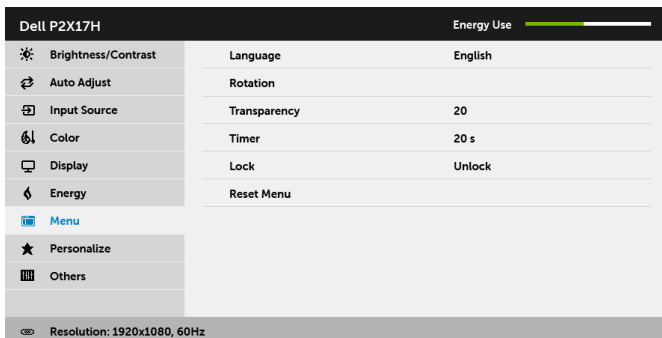 Dell P2X17H Energy Use
Brightness/Contrast Language English
Auto Adjust Rotation
Input Source Transparency 20
Color Timer 20 s
Display Lock Unlock
Energy Reset Menu
Menu
Personalize
Others
Resolution: 1920x1080, 60Hz